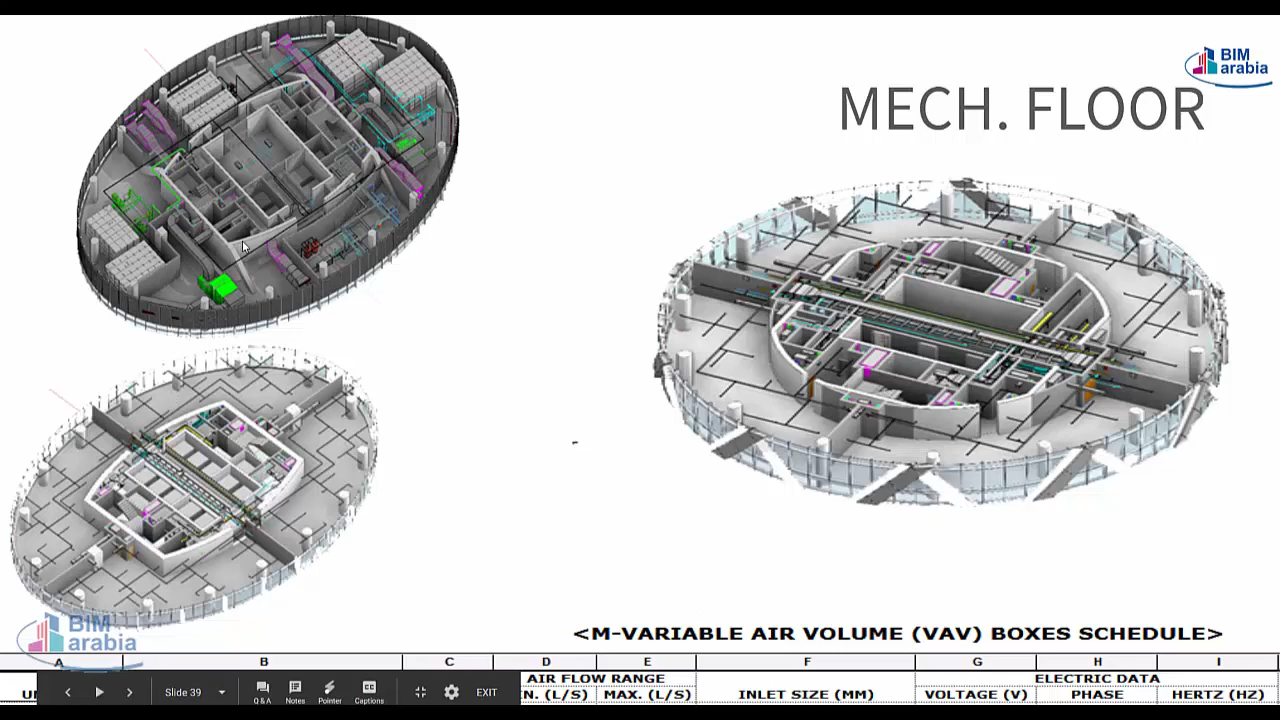 BIM
arabia
MECH. FLOOR
<M-VARIABLE AIR VOLUME (VAV) BOXES SCHEDULE>
BIM
arabia
A B C D E F G H I
AIR FLOW RANGE ELECTRIC DATA
MAX. (L/S) INLET SIZE (MM) VOLTAGE (V) PHASE HERTZ (HZ)
Slide 39 Q & A Notes Pointer Captions EXIT